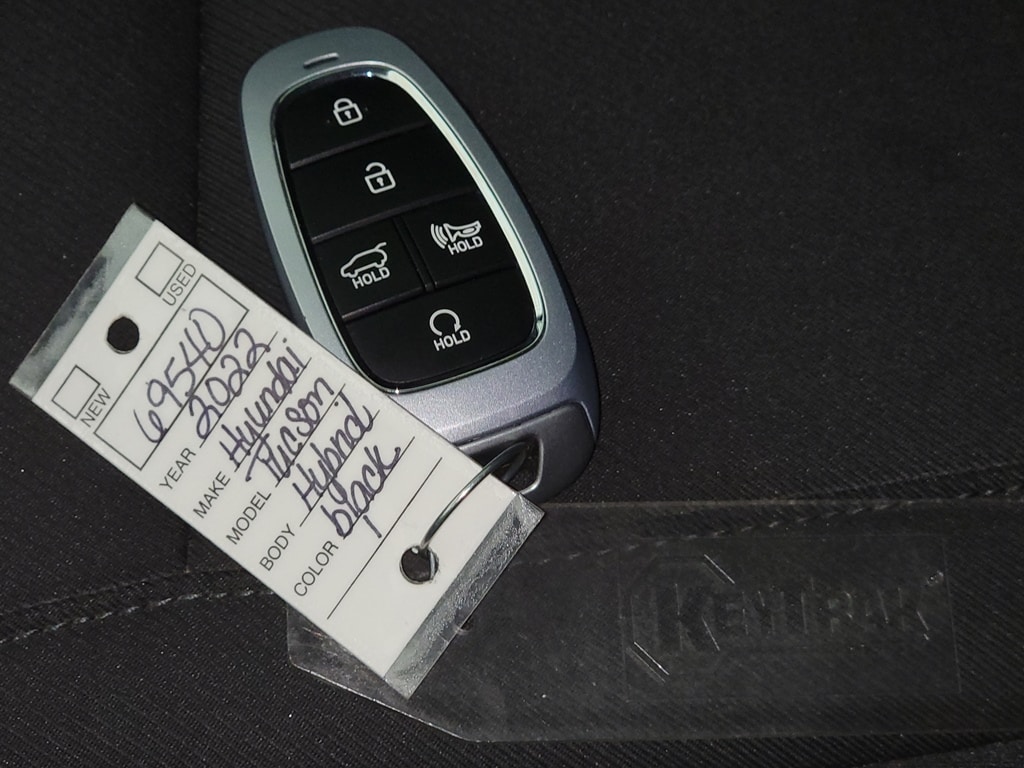 HOLD
HOLD
HOLD
USED
NEW
69540
YEAR 2022
MAKE Hyundai
MODEL Tucson
BODY Hybrid
COLOR black
KEYTRAK